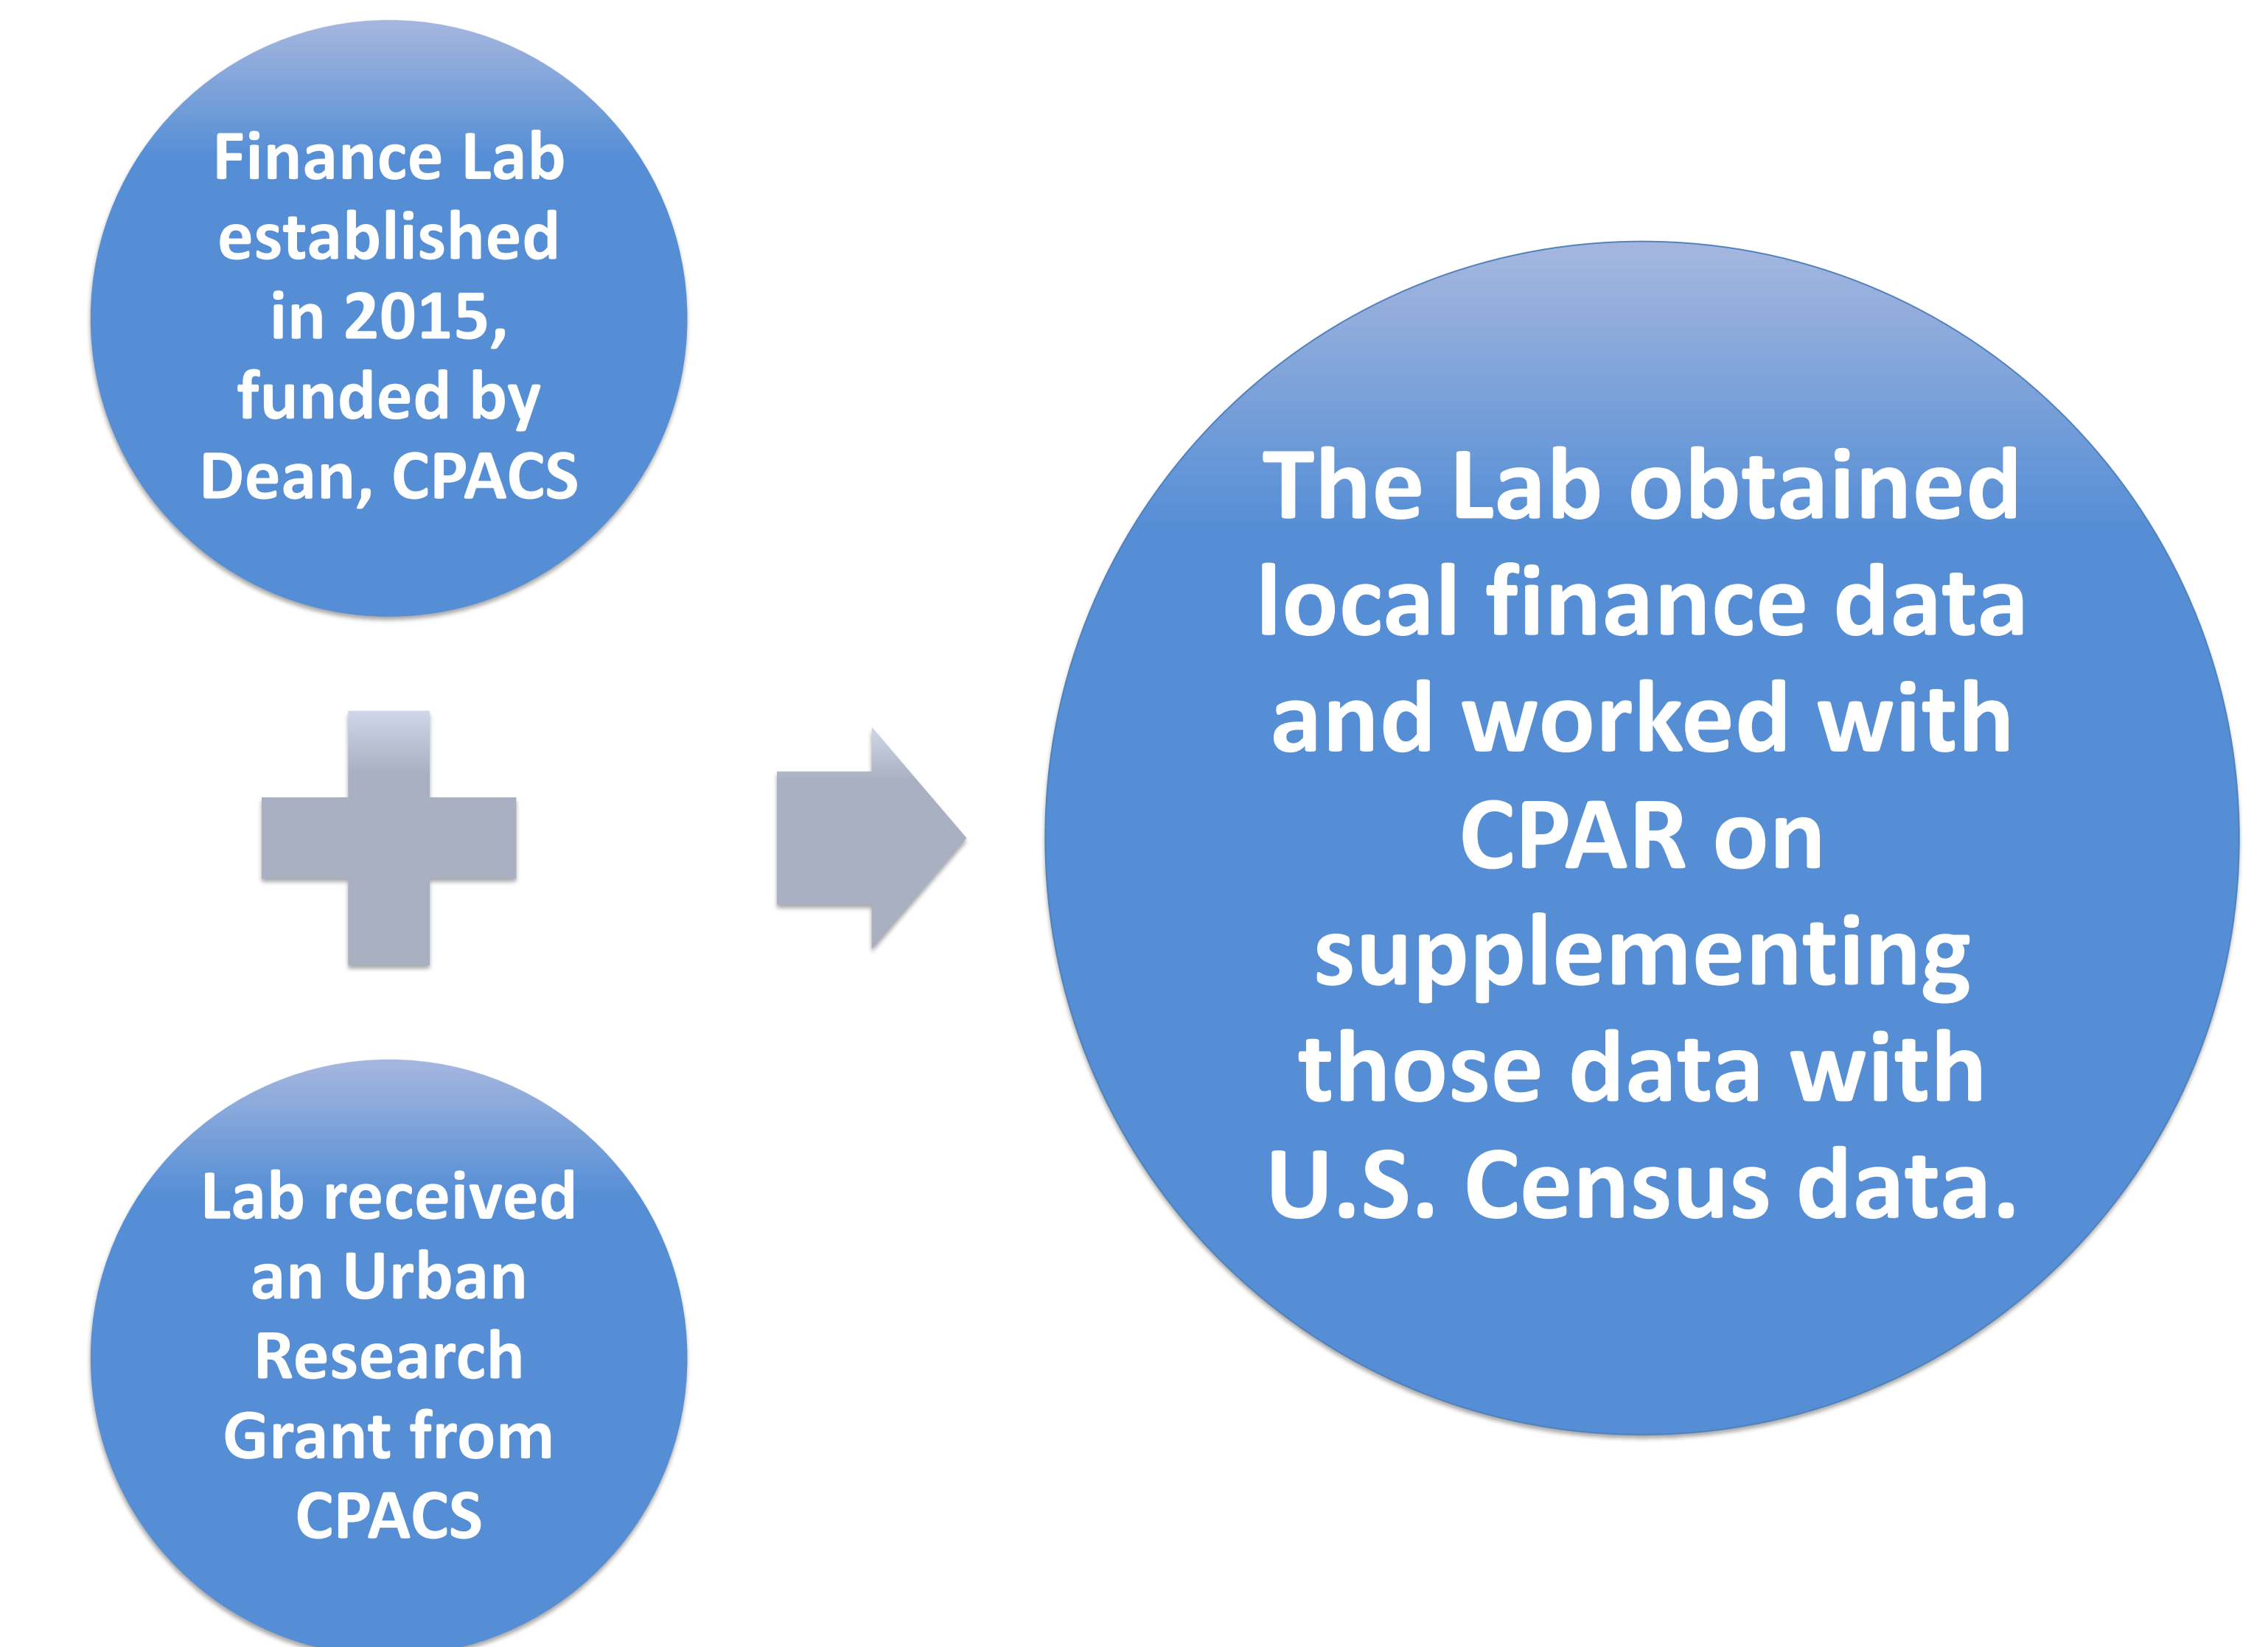 Finance Lab
established
in 2015,
funded by
Dean, CPACS
Lab received
an Urban
Research
Grant from
CPACS
The Lab obtained
local finance data
and worked with
CPAR on
supplementing
those data with
U.S. Census data.